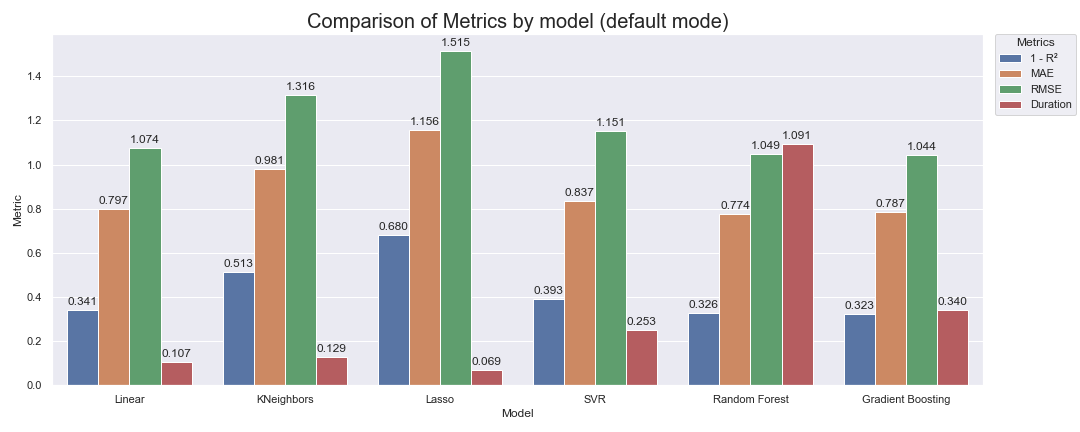 Comparison of Metrics by model (default mode)
Metrics
1 - R²
MAE
RMSE
Duration
Metric
1.4
1.2
1.0
0.8
0.6
0.4
0.2
0.0
0.341
0.797
1.074
0.107
0.513
0.981
1.316
0.129
0.680
1.156
1.515
0.069
0.393
0.837
1.151
0.253
0.326
0.774
1.049
1.091
0.323
0.787
1.044
0.340
Linear
KNeighbors
Lasso
SVR
Random Forest
Gradient Boosting
Model